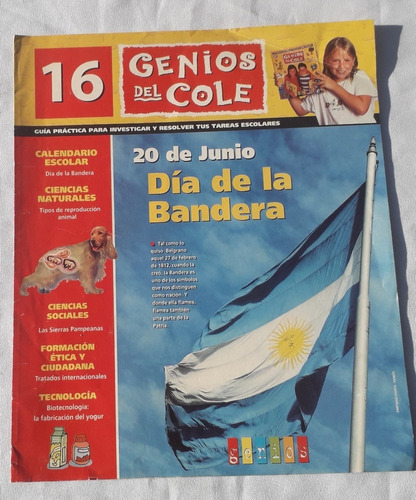 16
GENIOS
DEL COLE
GUÍA PRÁCTICA PARA INVESTIGAR Y RESOLVER TUS TAREAS ESCOLARES
CALENDARIO
ESCOLAR
Día de la Bandera
CIENCIAS
NATURALES
Tipos de reproducción
animal
CIENCIAS
SOCIALES
Las Sierras Pampeanas
FORMACIÓN
ÉTICA Y
CIUDADANA
Tratados internacionales
TECNOLOGÍA
Biotecnología:
la fabricación del yogur
20 de Junio
Día de la
Bandera
Tal como lo
quiso Belgrano
aquel 27 de febrero
de 1812, cuando la
creó, la Bandera es
uno de los símbolos
que nos distinguen
como nación. Y
donde ella flamea,
flamea también
una parte de la
Patria.
genios